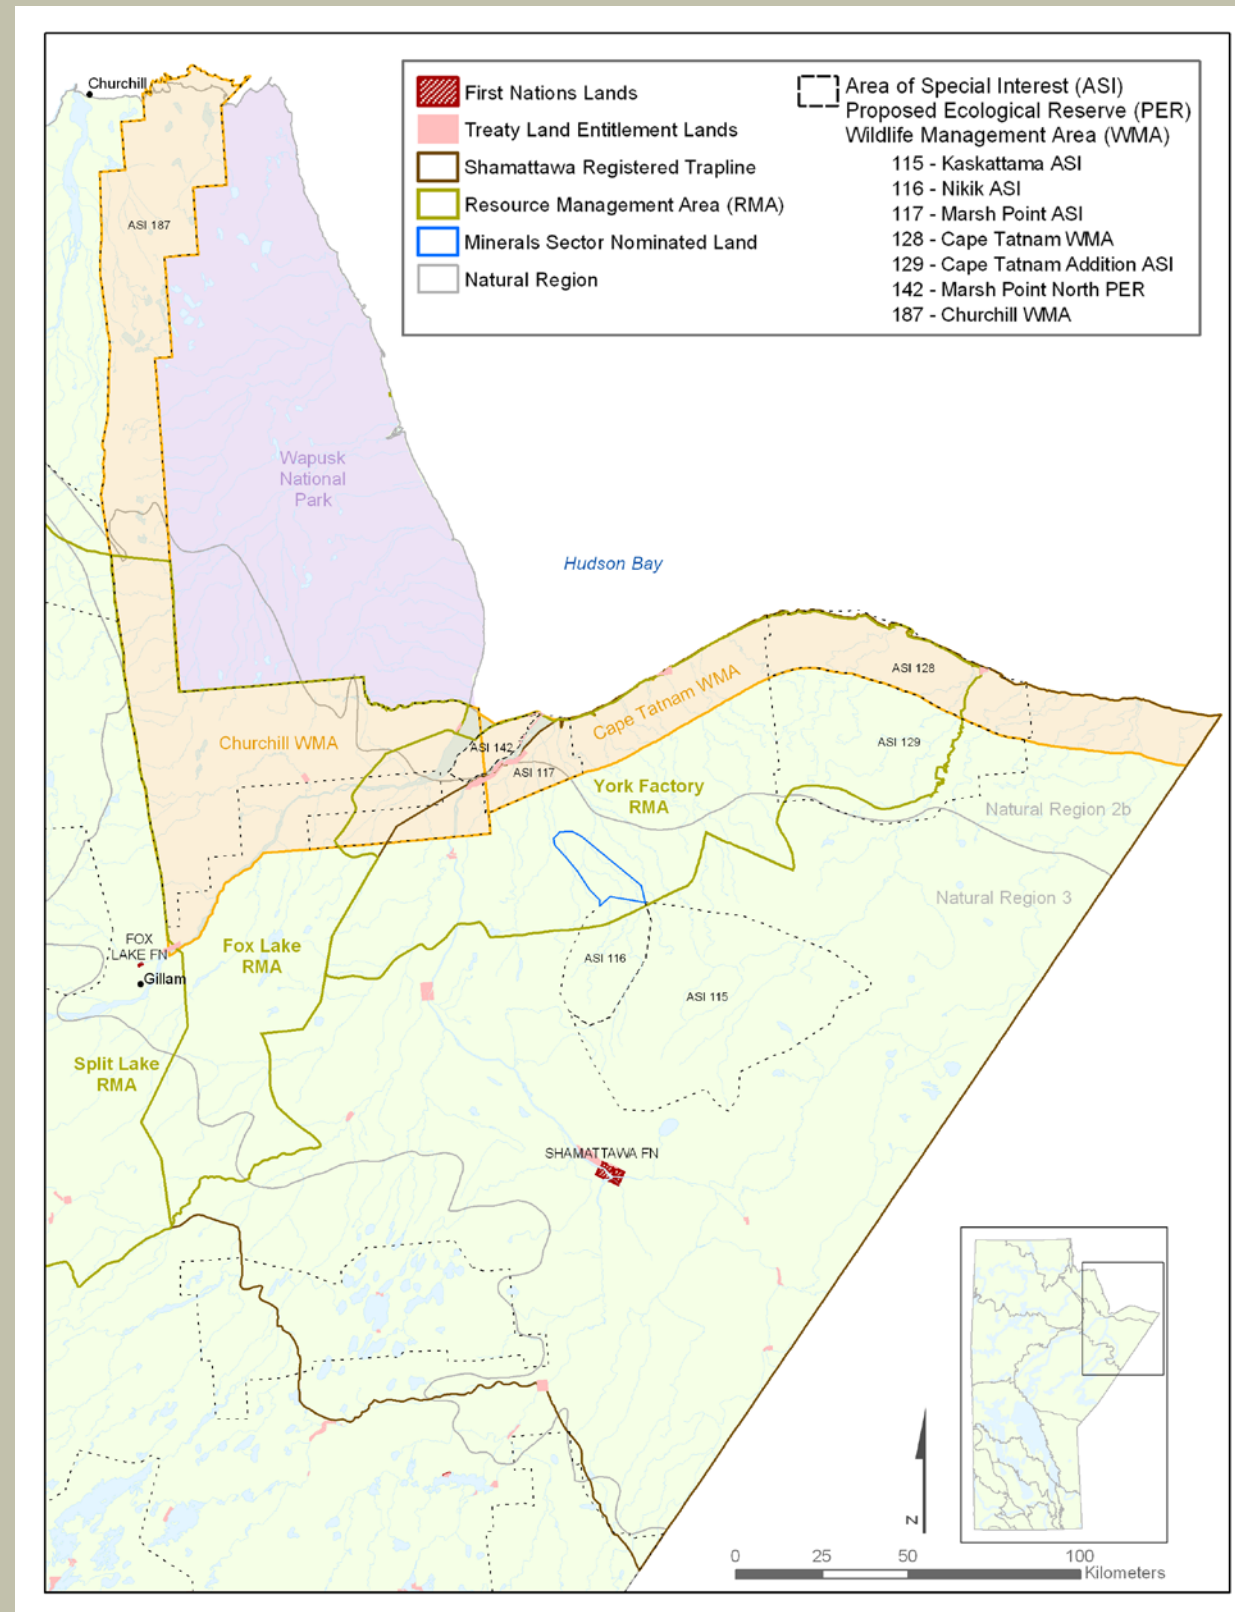 Churchill
First Nations Lands
Treaty Land Entitlement Lands
Shamattawa Registered Trapline
Resource Management Area (RMA)
Minerals Sector Nominated Land
Natural Region
Area of Special Interest (ASI)
Proposed Ecological Reserve (PER)
Wildlife Management Area (WMA)
115 - Kaskattama ASI
116 - Nikik ASI
117 - Marsh Point ASI
128 - Cape Tatnam WMA
129 - Cape Tatnam Addition ASI
142 - Marsh Point North PER
187 - Churchill WMA
ASI 187
Wapusk
National
Park
Hudson Bay
ASI 128
Cape Tatnam WMA
Churchill WMA
ASI 142
ASI 117
ASI 129
York Factory
RMA
Natural Region 2b
Natural Region 3
FOX
LAKE FN
Gillam
Fox Lake
RMA
ASI 116
ASI 115
Split Lake
RMA
SHAMATTAWA FN
N
0 25 50 100
Kilometers